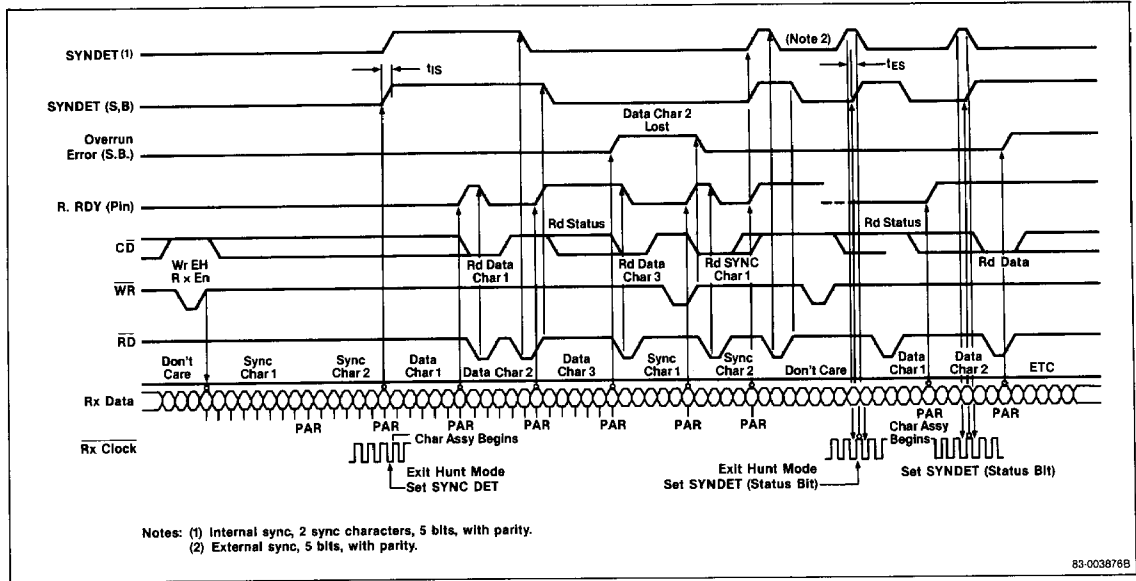 SYNDET (1)
(Note 2)
tIS
tES
SYNDET (S,B)
Data Char 2
Lost
Overrun
Error (S.B.)
R. RDY (Pin)
Rd Status
Rd Status
CD
Wr EH
R x En
Rd Data
Char 1
Rd Data
Char 3
Rd SYNC
Char 1
Rd Data
WR
RD
Don't
Care
Sync
Char 1
Sync
Char 2
Data
Char 1
Data Char 2
Data
Char 3
Sync
Char 1
Sync
Char 2
Don't Care
Data
Char 1
Data
Char 2
ETC
Rx Data
PAR PAR PAR PAR PAR PAR PAR PAR
Rx Clock
Char Assy Begins
Char Assy
Begins
Exit Hunt Mode
Set SYNC DET
Exit Hunt Mode
Set SYNDET (Status Bit)
Set SYNDET (Status Bit)
Notes: (1) Internal sync, 2 sync characters, 5 bits, with parity.
(2) External sync, 5 bits, with parity.
83-003876B